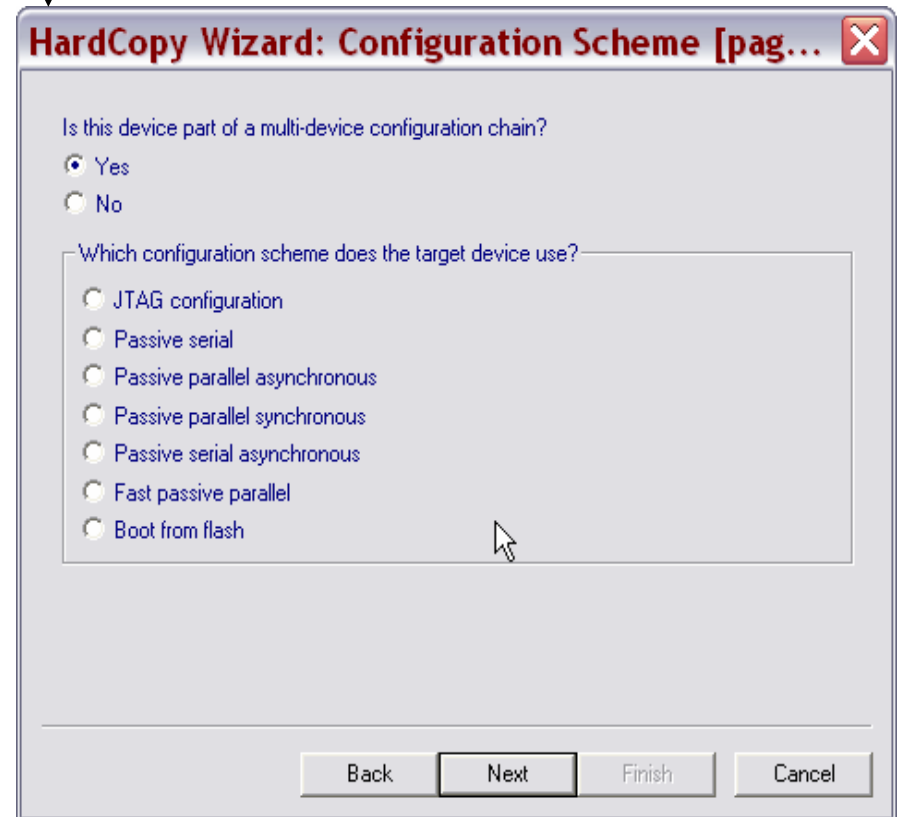 HardCopy Wizard: Configuration Scheme [pag...
Is this device part of a multi-device configuration chain?
Yes
No
Which configuration scheme does the target device use?
JTAG configuration
Passive serial
Passive parallel asynchronous
Passive parallel synchronous
Passive serial asynchronous
Fast passive parallel
Boot from flash
Back Next Finish Cancel